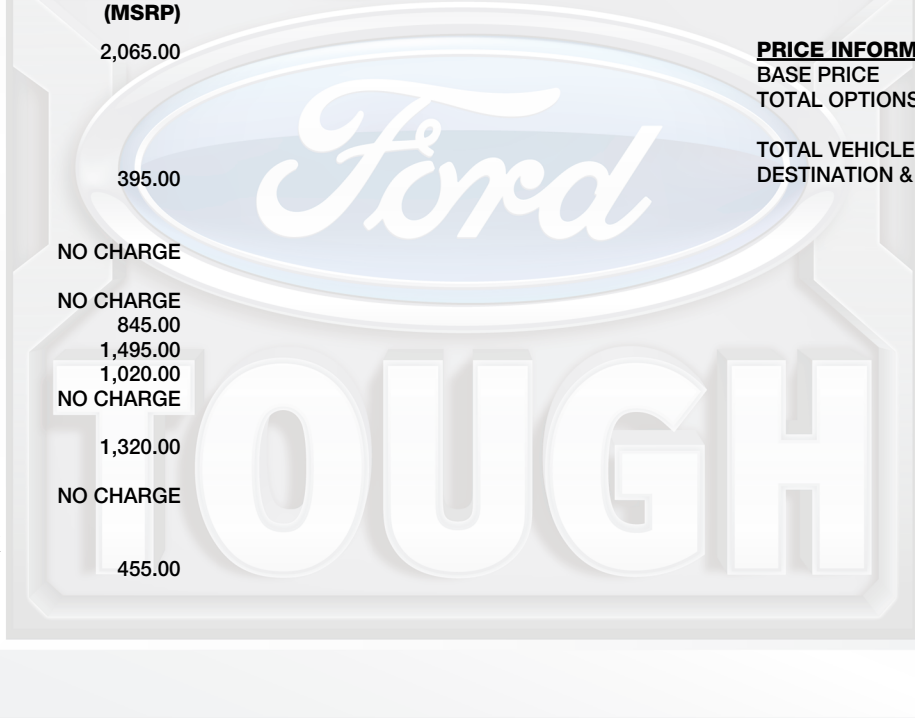 (MSRP)
2,065.00
395.00
NO CHARGE
NO CHARGE
845.00
1,495.00
1,020.00
NO CHARGE
1,320.00
NO CHARGE
455.00
PRICE INFORM
BASE PRICE
TOTAL OPTIONS
TOTAL VEHICLE
DESTINATION &
Ford
TOUGH